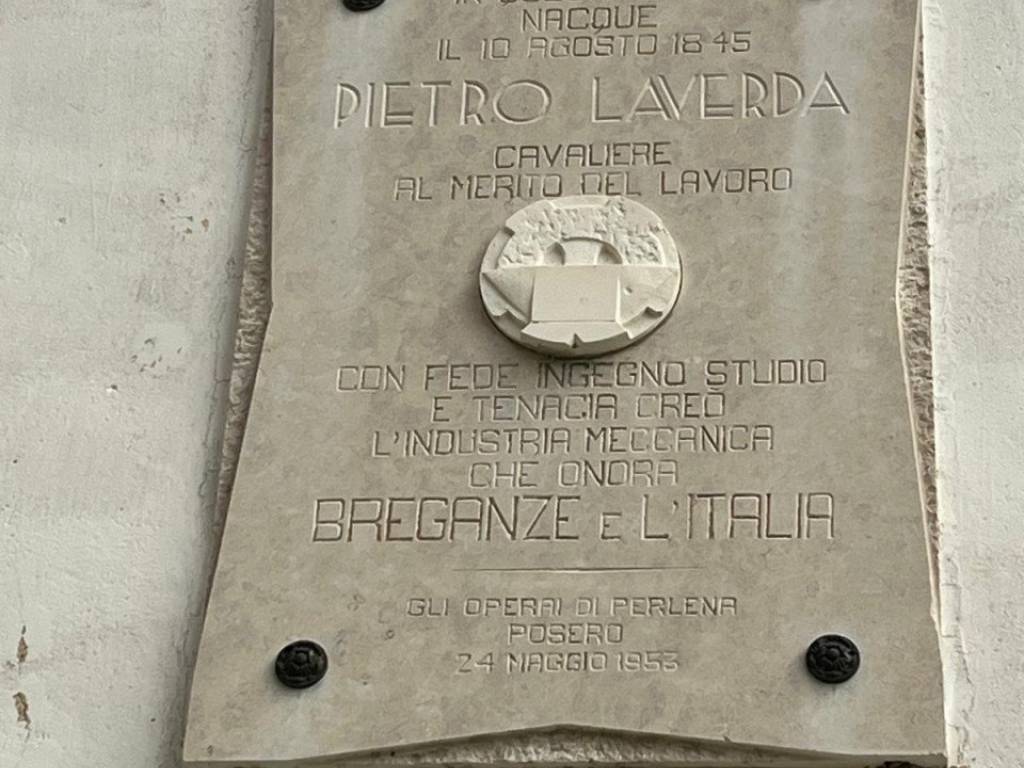 NACQUE
IL 10 AGOSTO 1845
PIETRO LAVERDA
CAVALIERE
AL MERITO DEL LAVORO
CON FEDE INGEGNO STUDIO
E TENACIA CREÒ
L'INDUSTRIA MECCANICA
CHE ONORA
BREGANZE E L'ITALIA
GLI OPERAI DI PERLENA
POSERO
24 MAGGIO 1953